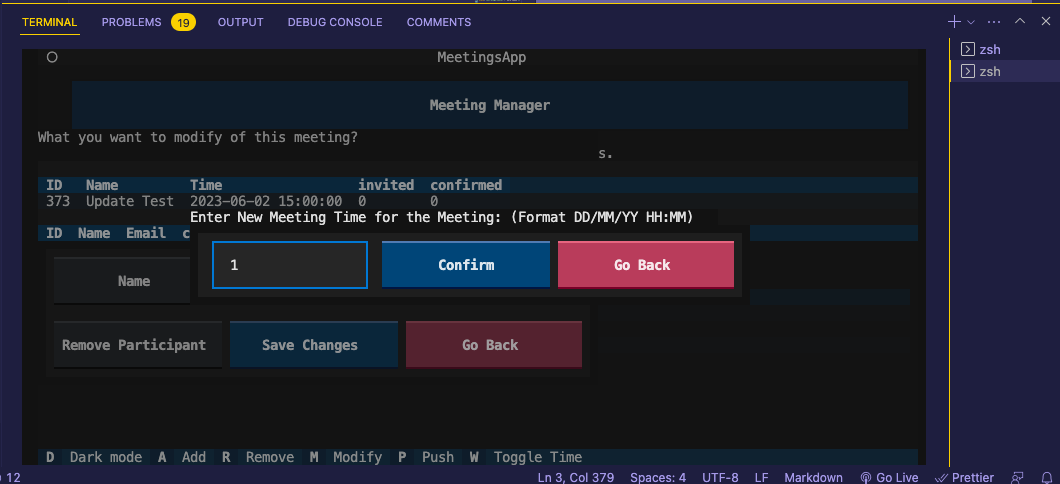 TERMINAL PROBLEMS 19 OUTPUT DEBUG CONSOLE COMMENTS
MeetingsApp
zsh
zsh
Meeting Manager
What you want to modify of this meeting?
s.
ID Name Time invited confirmed
373 Update Test 2023-06-02 15:00:00 0 0
Enter New Meeting Time for the Meeting: (Format DD/MM/YY HH:MM)
ID Name Email c
1 Confirm Go Back
Name
Remove Participant Save Changes Go Back
D Dark mode A Add R Remove M Modify P Push W Toggle Time
12 Ln 3, Col 379 Spaces: 4 UTF-8 LF Markdown Go Live Prettier